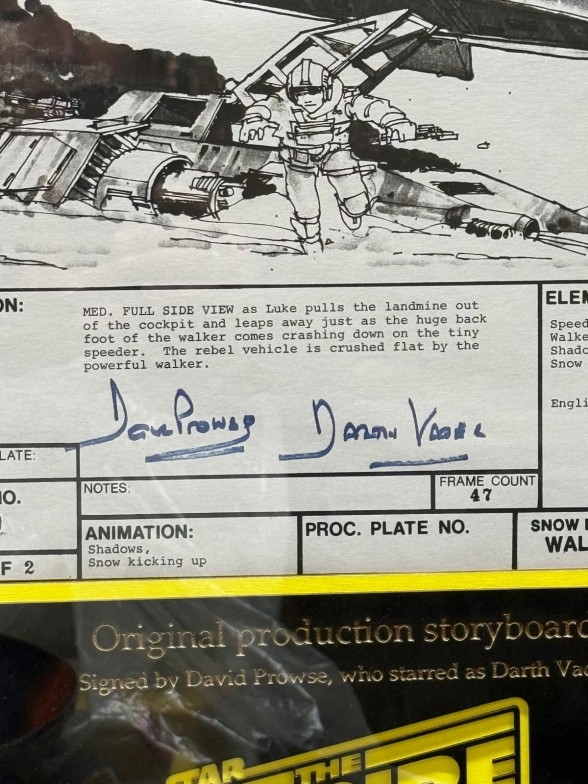 ON:
MED. FULL SIDE VIEW as Luke pulls the landmine out
of the cockpit and leaps away just as the huge back
foot of the walker comes crashing down on the tiny
speeder. The rebel vehicle is crushed flat by the
powerful walker.
Dave Prowse Darth Vader
ELEM
Speed
Walke
Shado
Snow
Engli
LATE:
NO.
F 2
NOTES:
FRAME COUNT
47
ANIMATION:
Shadows,
Snow kicking up
PROC. PLATE NO.
SNOW
WAL
Original production storyboard
Signed by David Prowse, who starred as Darth Va
STAR
THE